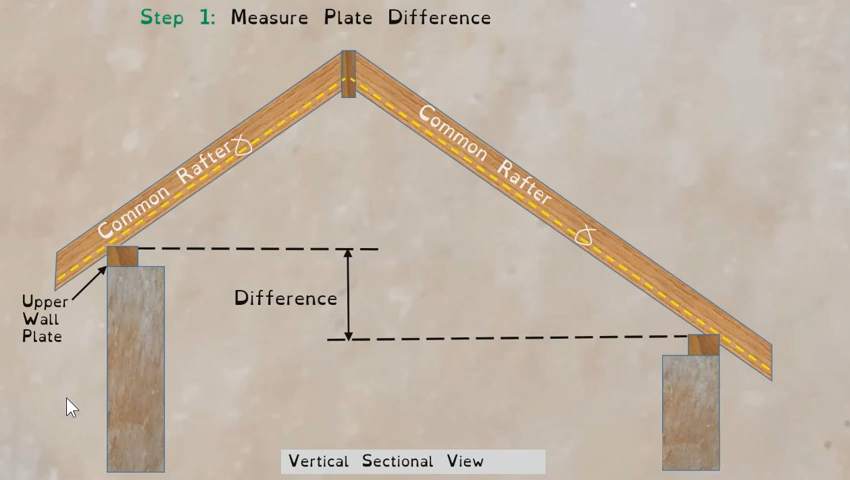 Step 1: Measure Plate Difference
Common Rafter
Common Rafter
Difference
Upper
Wall
Plate
Vertical Sectional View